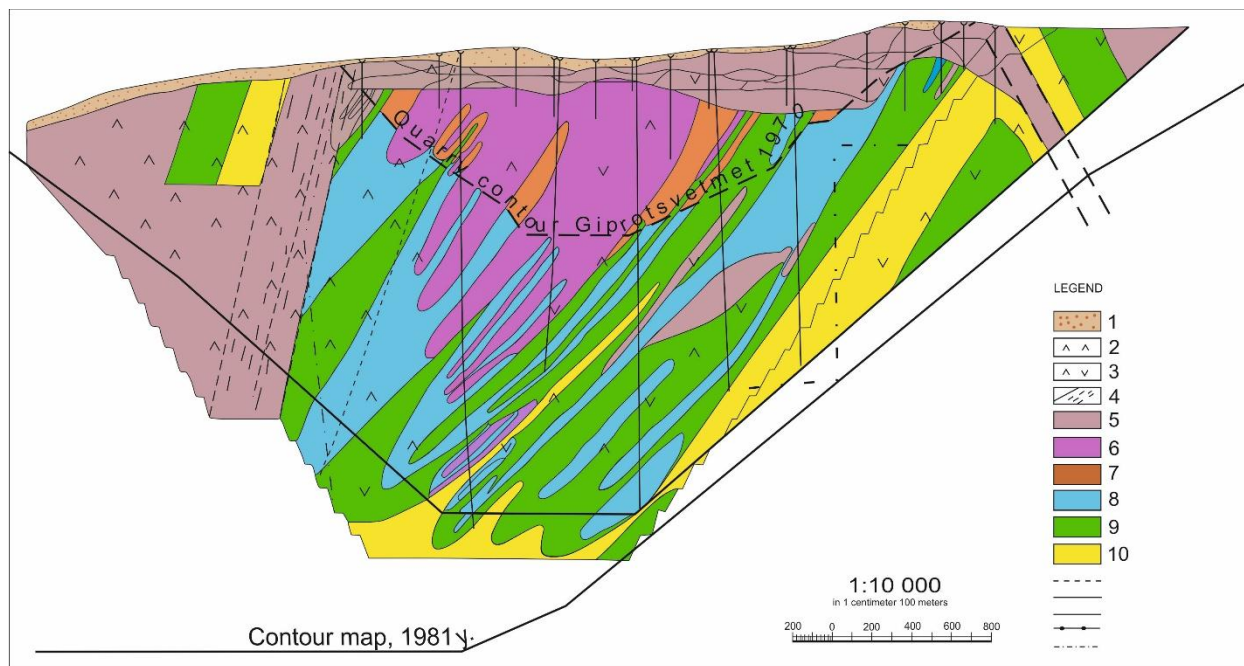 Quarry contour Giprotsvetmet 1970
LEGEND
1
2
3
4
5
6
7
8
9
10
1:10 000
in 1 centimeter 100 meters
200 0 200 400 600 800
Contour map, 1981 y.